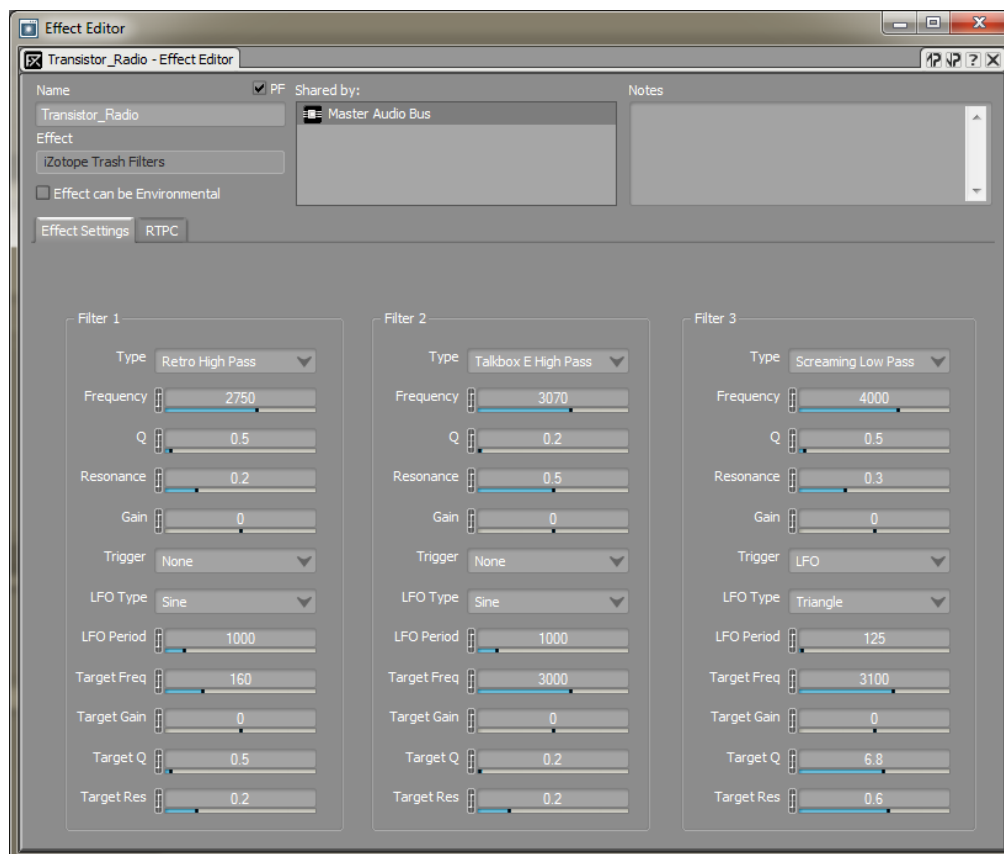 Effect Editor
Transistor_Radio - Effect Editor
Name
PF
Shared by:
Notes
Transistor_Radio
Master Audio Bus
Effect
iZotope Trash Filters
Effect can be Environmental
Effect Settings RTPC
Filter 1
Type Retro High Pass
Frequency 2750
Q 0.5
Resonance 0.2
Gain 0
Trigger None
LFO Type Sine
LFO Period 1000
Target Freq 160
Target Gain 0
Target Q 0.5
Target Res 0.2
Filter 2
Type Talkbox E High Pass
Frequency 3070
Q 0.2
Resonance 0.5
Gain 0
Trigger None
LFO Type Sine
LFO Period 1000
Target Freq 3000
Target Gain 0
Target Q 0.2
Target Res 0.2
Filter 3
Type Screaming Low Pass
Frequency 4000
Q 0.5
Resonance 0.3
Gain 0
Trigger LFO
LFO Type Triangle
LFO Period 125
Target Freq 3100
Target Gain 0
Target Q 6.8
Target Res 0.6